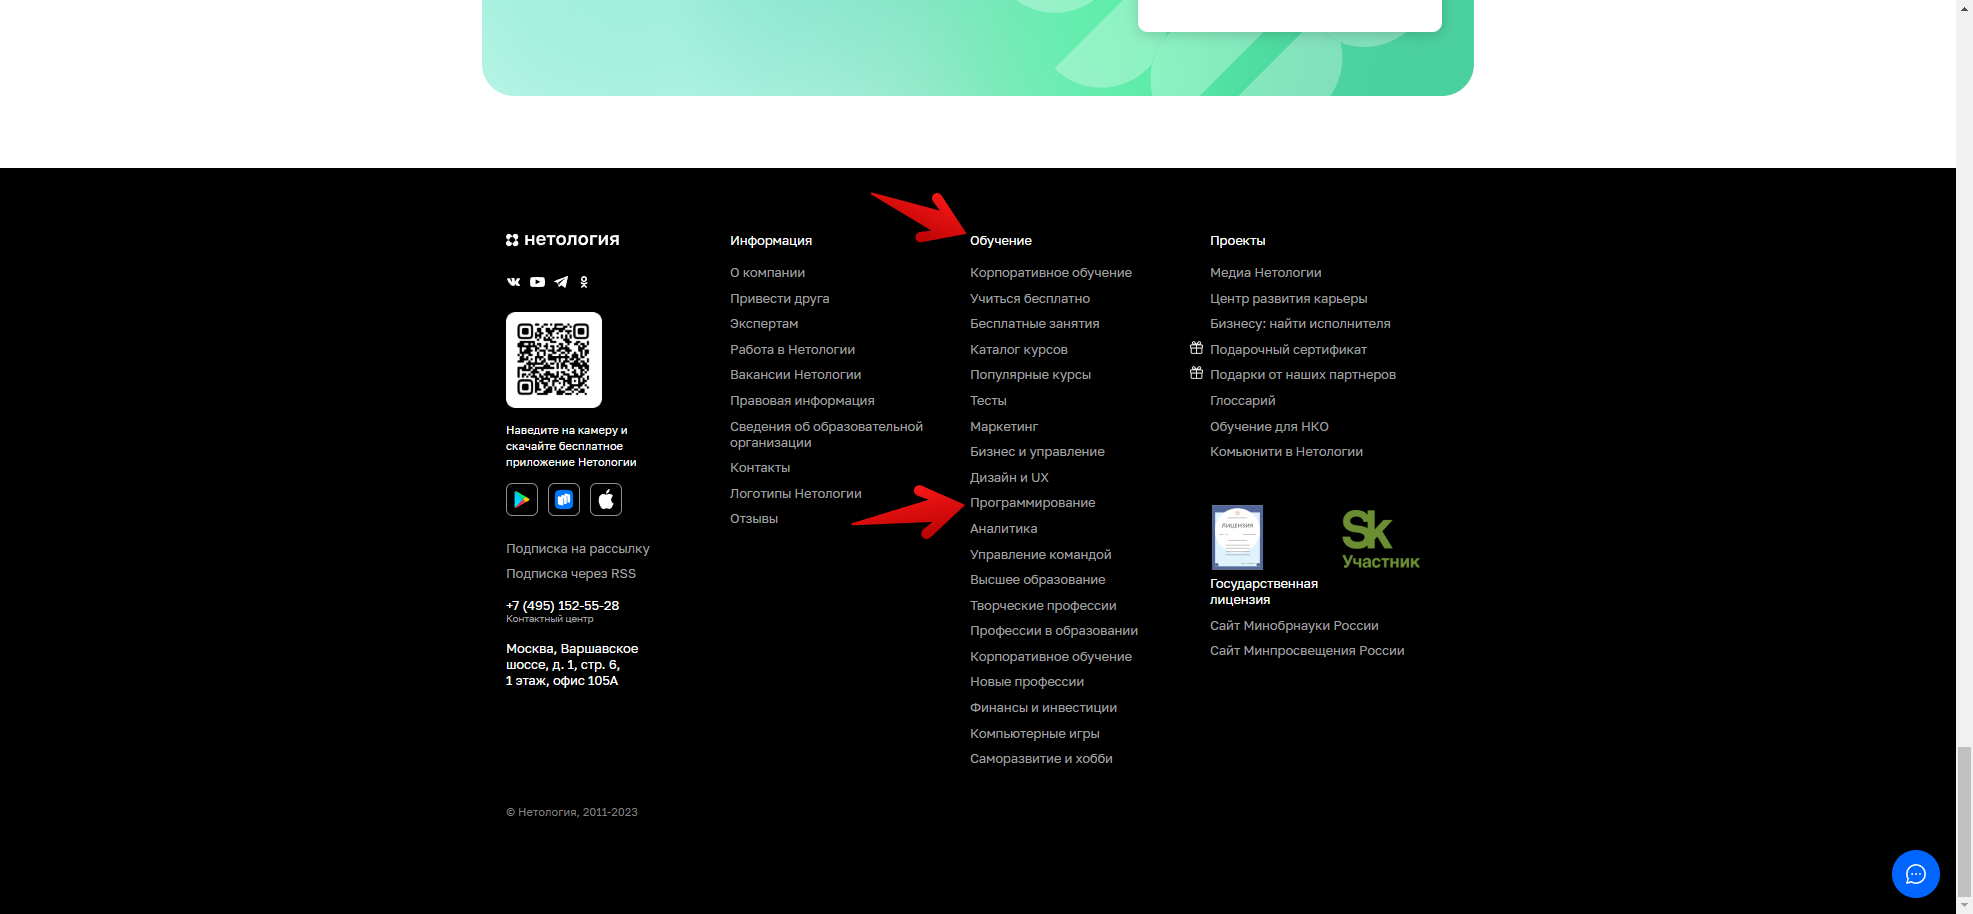 нетология
Наведите на камеру и
скачайте бесплатное
приложение Нетологии
Подписка на рассылку
Подписка через RSS
+7 (495) 152-55-28
Контактный центр
Москва, Варшавское
шоссе, д. 1, стр. 6,
1 этаж, офис 105А
Информация
О компании
Привести друга
Экспертам
Работа в Нетологии
Вакансии Нетологии
Правовая информация
Сведения об образовательной
организации
Контакты
Логотипы Нетологии
Отзывы
Обучение
Корпоративное обучение
Учиться бесплатно
Бесплатные занятия
Каталог курсов
Популярные курсы
Тесты
Маркетинг
Бизнес и управление
Дизайн и UX
Программирование
Аналитика
Управление командой
Высшее образование
Творческие профессии
Профессии в образовании
Корпоративное обучение
Новые профессии
Финансы и инвестиции
Компьютерные игры
Саморазвитие и хобби
Проекты
Медиа Нетологии
Центр развития карьеры
Бизнесу: найти исполнителя
Подарочный сертификат
Подарки от наших партнеров
Глоссарий
Обучение для НКО
Комьюнити в Нетологии
ЛИЦЕНЗИЯ
Sk
Участник
Государственная
лицензия
Сайт Минобрнауки России
Сайт Минпросвещения России
© Нетология, 2011-2023